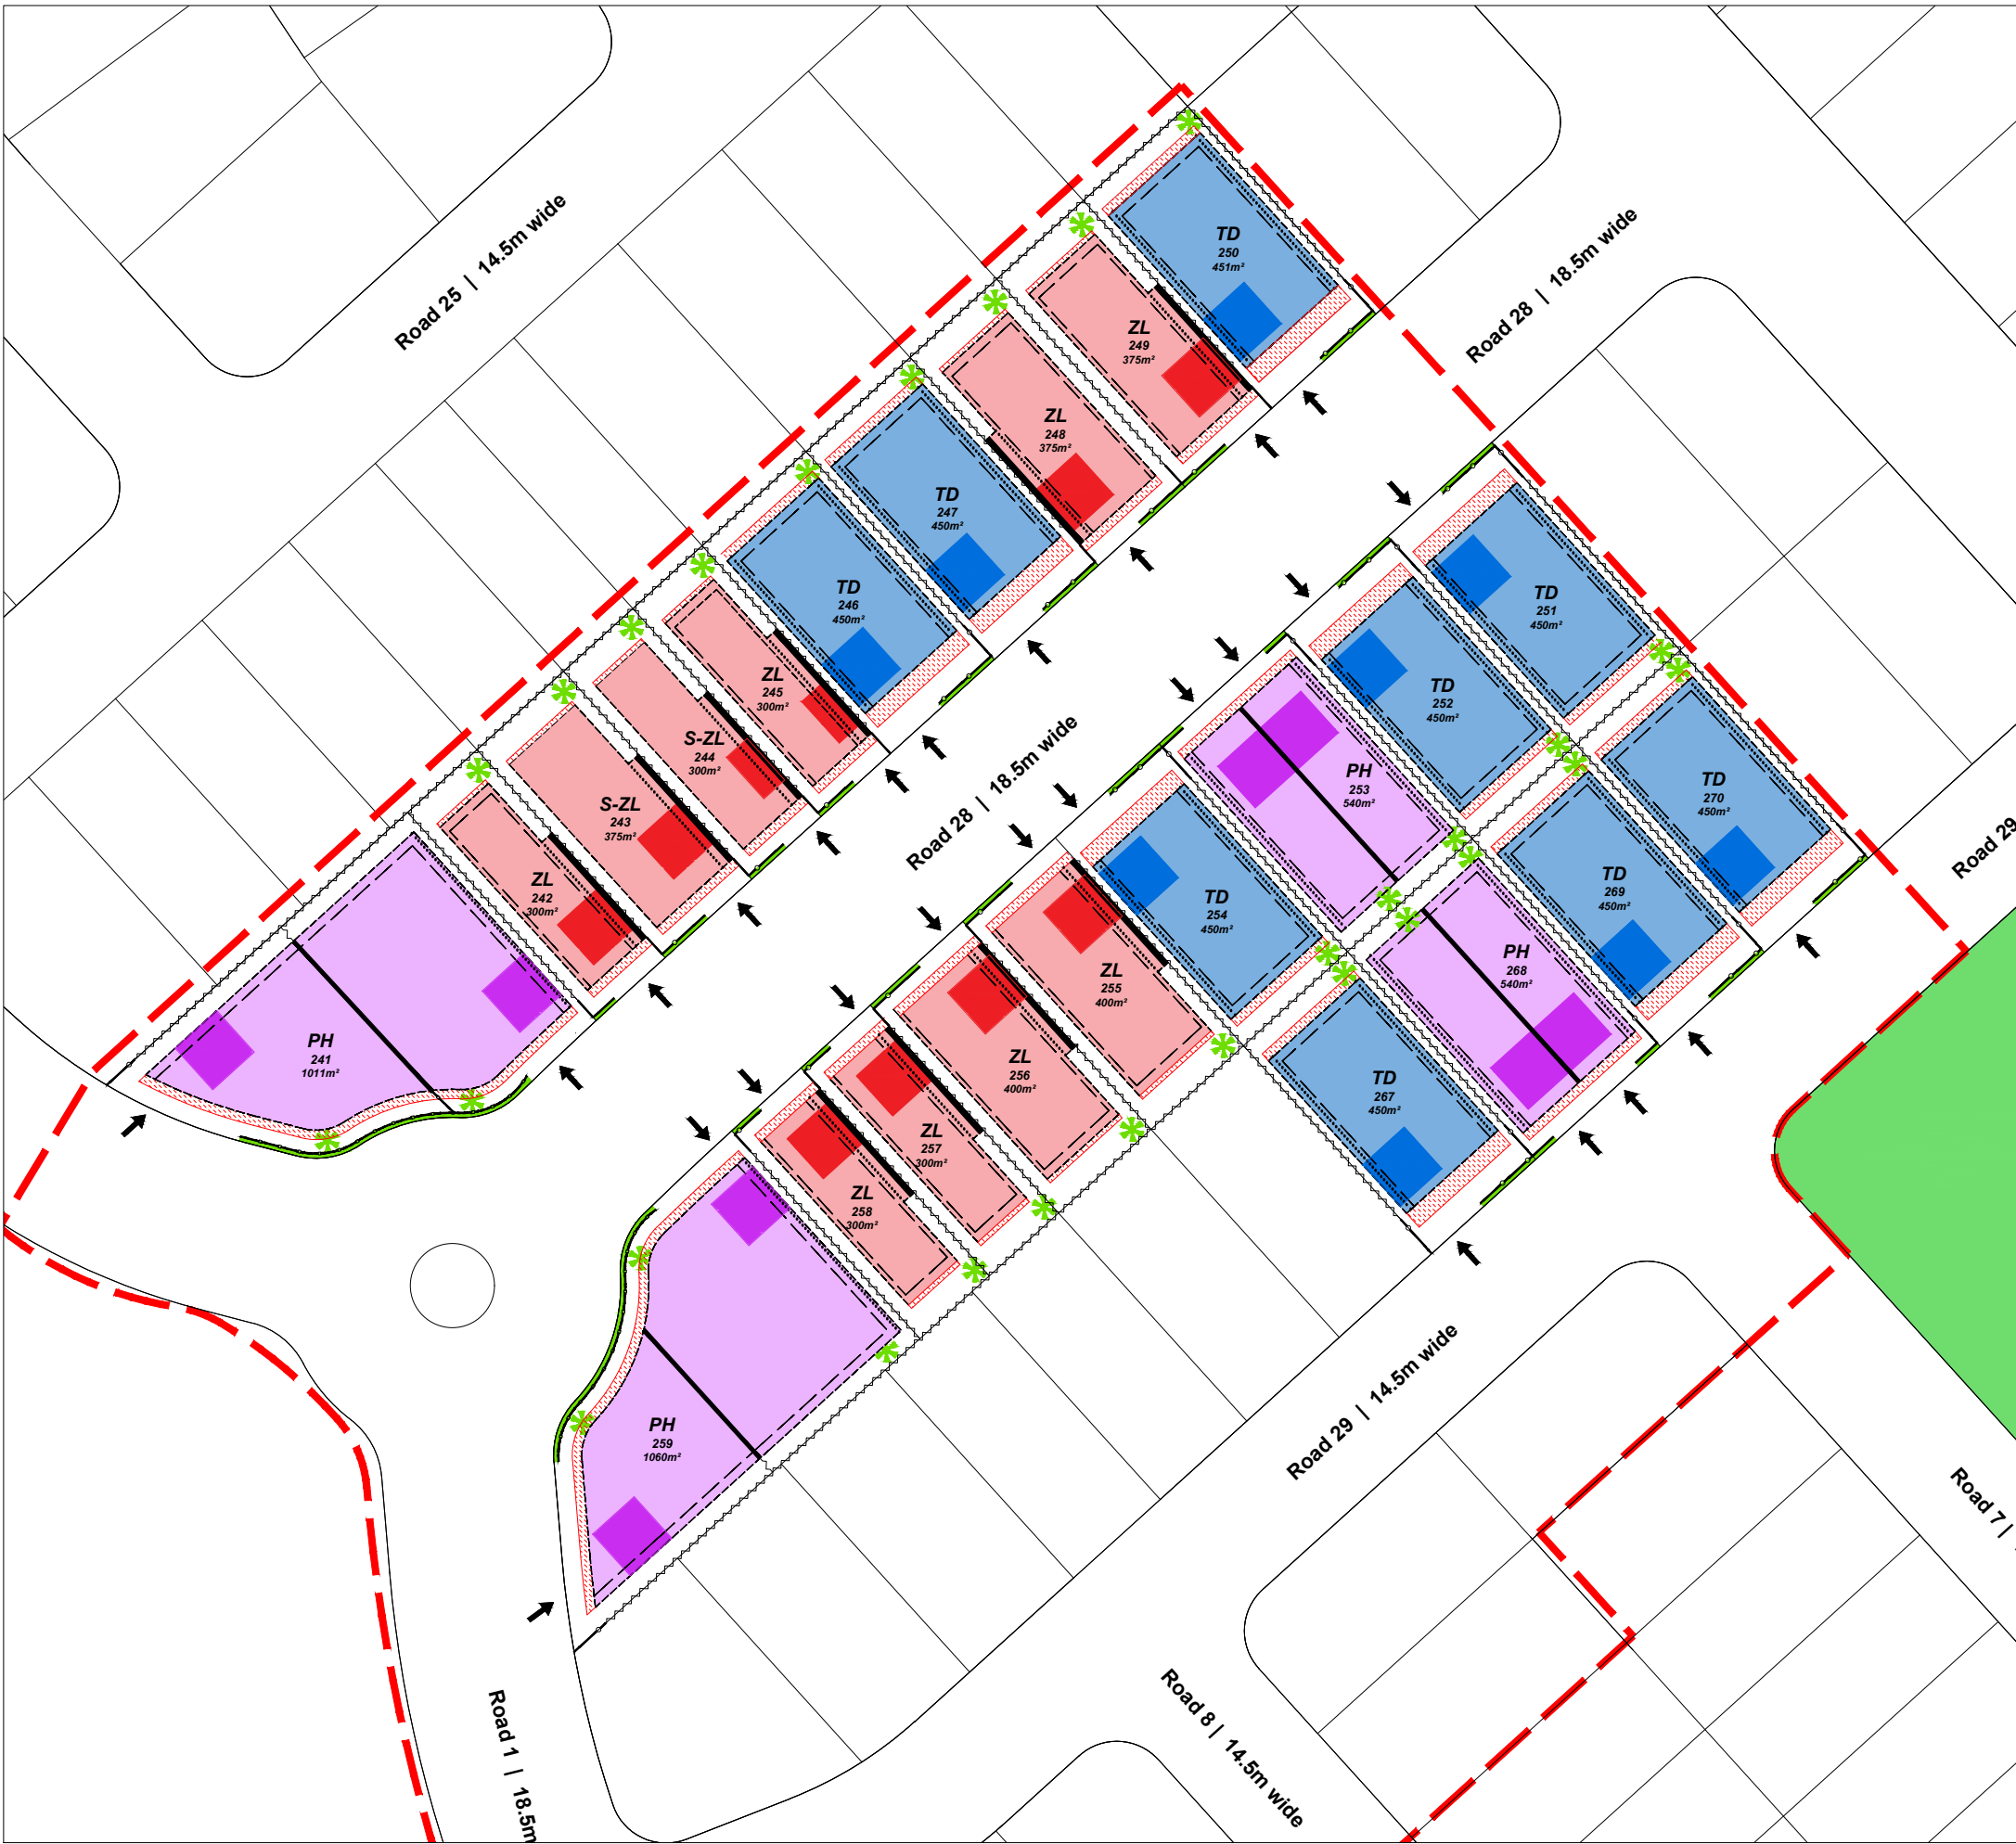 Road 25 | 14.5m wide
Road 28 | 18.5m wide
TD
250
451m²
ZL
249
375m²
ZL
248
375m²
TD
247
450m²
TD
246
450m²
ZL
245
300m²
S-ZL
244
300m²
S-ZL
243
375m²
ZL
242
300m²
PH
241
1011m²
Road 28 | 18.5m wide
TD
251
450m²
TD
252
450m²
PH
253
540m²
TD
254
450m²
ZL
255
400m²
ZL
256
400m²
ZL
257
300m²
ZL
258
300m²
PH
259
1060m²
TD
270
450m²
TD
269
450m²
PH
268
540m²
TD
267
450m²
Road 29
Road 29 | 14.5m wide
Road 7 |
Road 8 | 14.5m wide
Road 1 | 18.5m